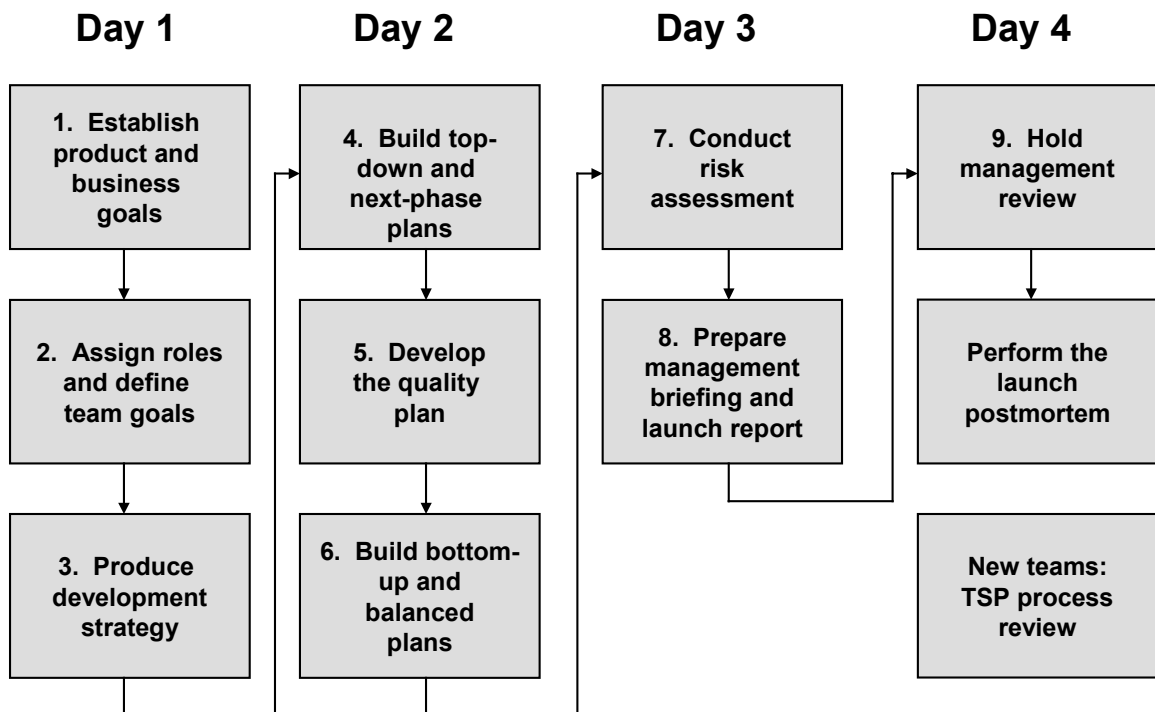 Day 1
Day 2
Day 3
Day 4
1. Establish
product and
business
goals
2. Assign roles
and define
team goals
3. Produce
development
strategy
4. Build top-
down and
next-phase
plans
5. Develop
the quality
plan
6. Build bottom-
up and
balanced
plans
7. Conduct
risk
assessment
8. Prepare
management
briefing and
launch report
9. Hold
management
review
Perform the
launch
postmortem
New teams:
TSP process
review